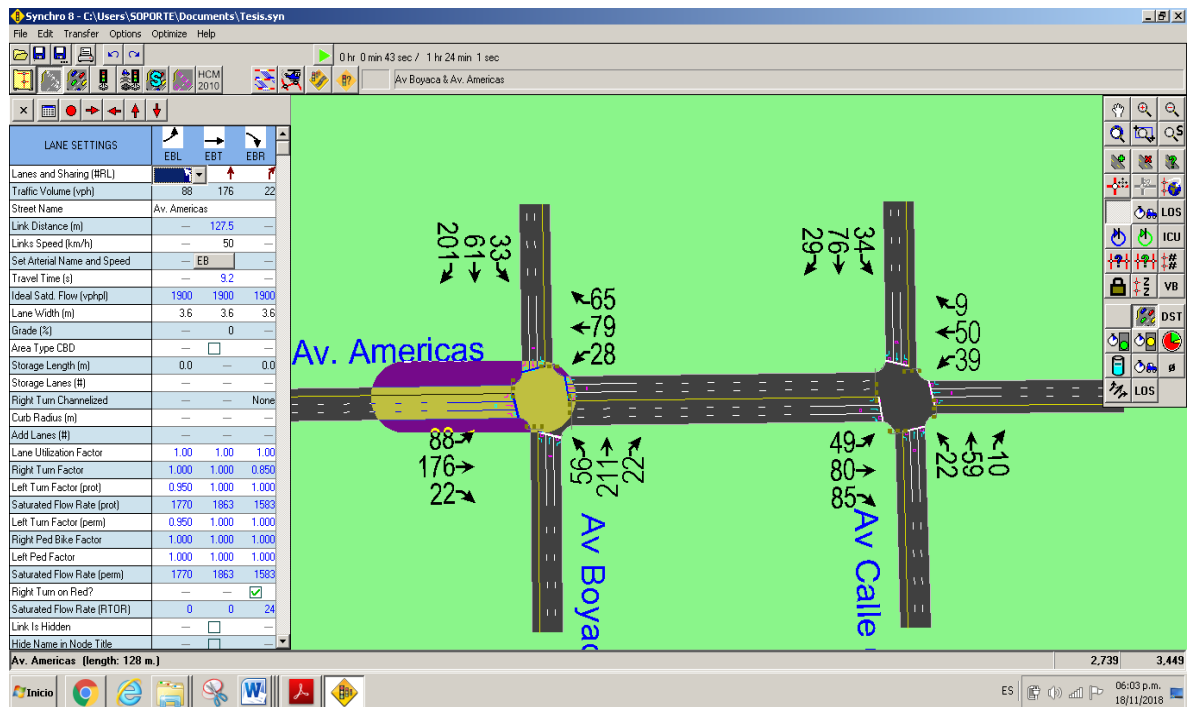 Synchro 8 - C:\Users\SOPORTE\Documents\Tesis.syn
File Edit Transfer Options Optimize Help
0 hr 0 min 43 sec / 1 hr 24 min 1 sec
HCM 2010
Av Boyaca & Av. Americas
LANE SETTINGS EBL EBT EBR
Lanes and Sharing (#RL)
Traffic Volume (vph) 88 176 22
Street Name Av. Americas
Link Distance (m) — 127.5 —
Links Speed (km/h) — 50 —
Set Arterial Name and Speed — EB —
Travel Time (s) — 9.2 —
Ideal Satd. Flow (vphpl) 1900 1900 1900
Lane Width (m) 3.6 3.6 3.6
Grade (%) — 0 —
Area Type CBD — —
Storage Length (m) 0.0 — 0.0
Storage Lanes (#) — — —
Right Turn Channelized — — None
Curb Radius (m) — — —
Add Lanes (#) — — —
Lane Utilization Factor 1.00 1.00 1.00
Right Turn Factor 1.000 1.000 0.850
Left Turn Factor (prot) 0.950 1.000 1.000
Saturated Flow Rate (prot) 1770 1863 1583
Left Turn Factor (perm) 0.950 1.000 1.000
Right Ped Bike Factor 1.000 1.000 1.000
Left Ped Factor 1.000 1.000 1.000
Saturated Flow Rate (perm) 1770 1863 1583
Right Turn on Red? — —
Saturated Flow Rate (RTOR) 0 0 24
Link Is Hidden — —
Hide Name in Node Title — —
201 61 33
65
79
28
Av. Americas
88
176
22
56 211 22
Av Boyac
29 76 34
9
50
39
49
80
85
22 59 10
Av Calle
LOS
ICU
VB
DST
ø
LOS
Av. Americas (length: 128 m.) 2,739 3,449
Inicio
ES
06:03 p.m.
18/11/2018